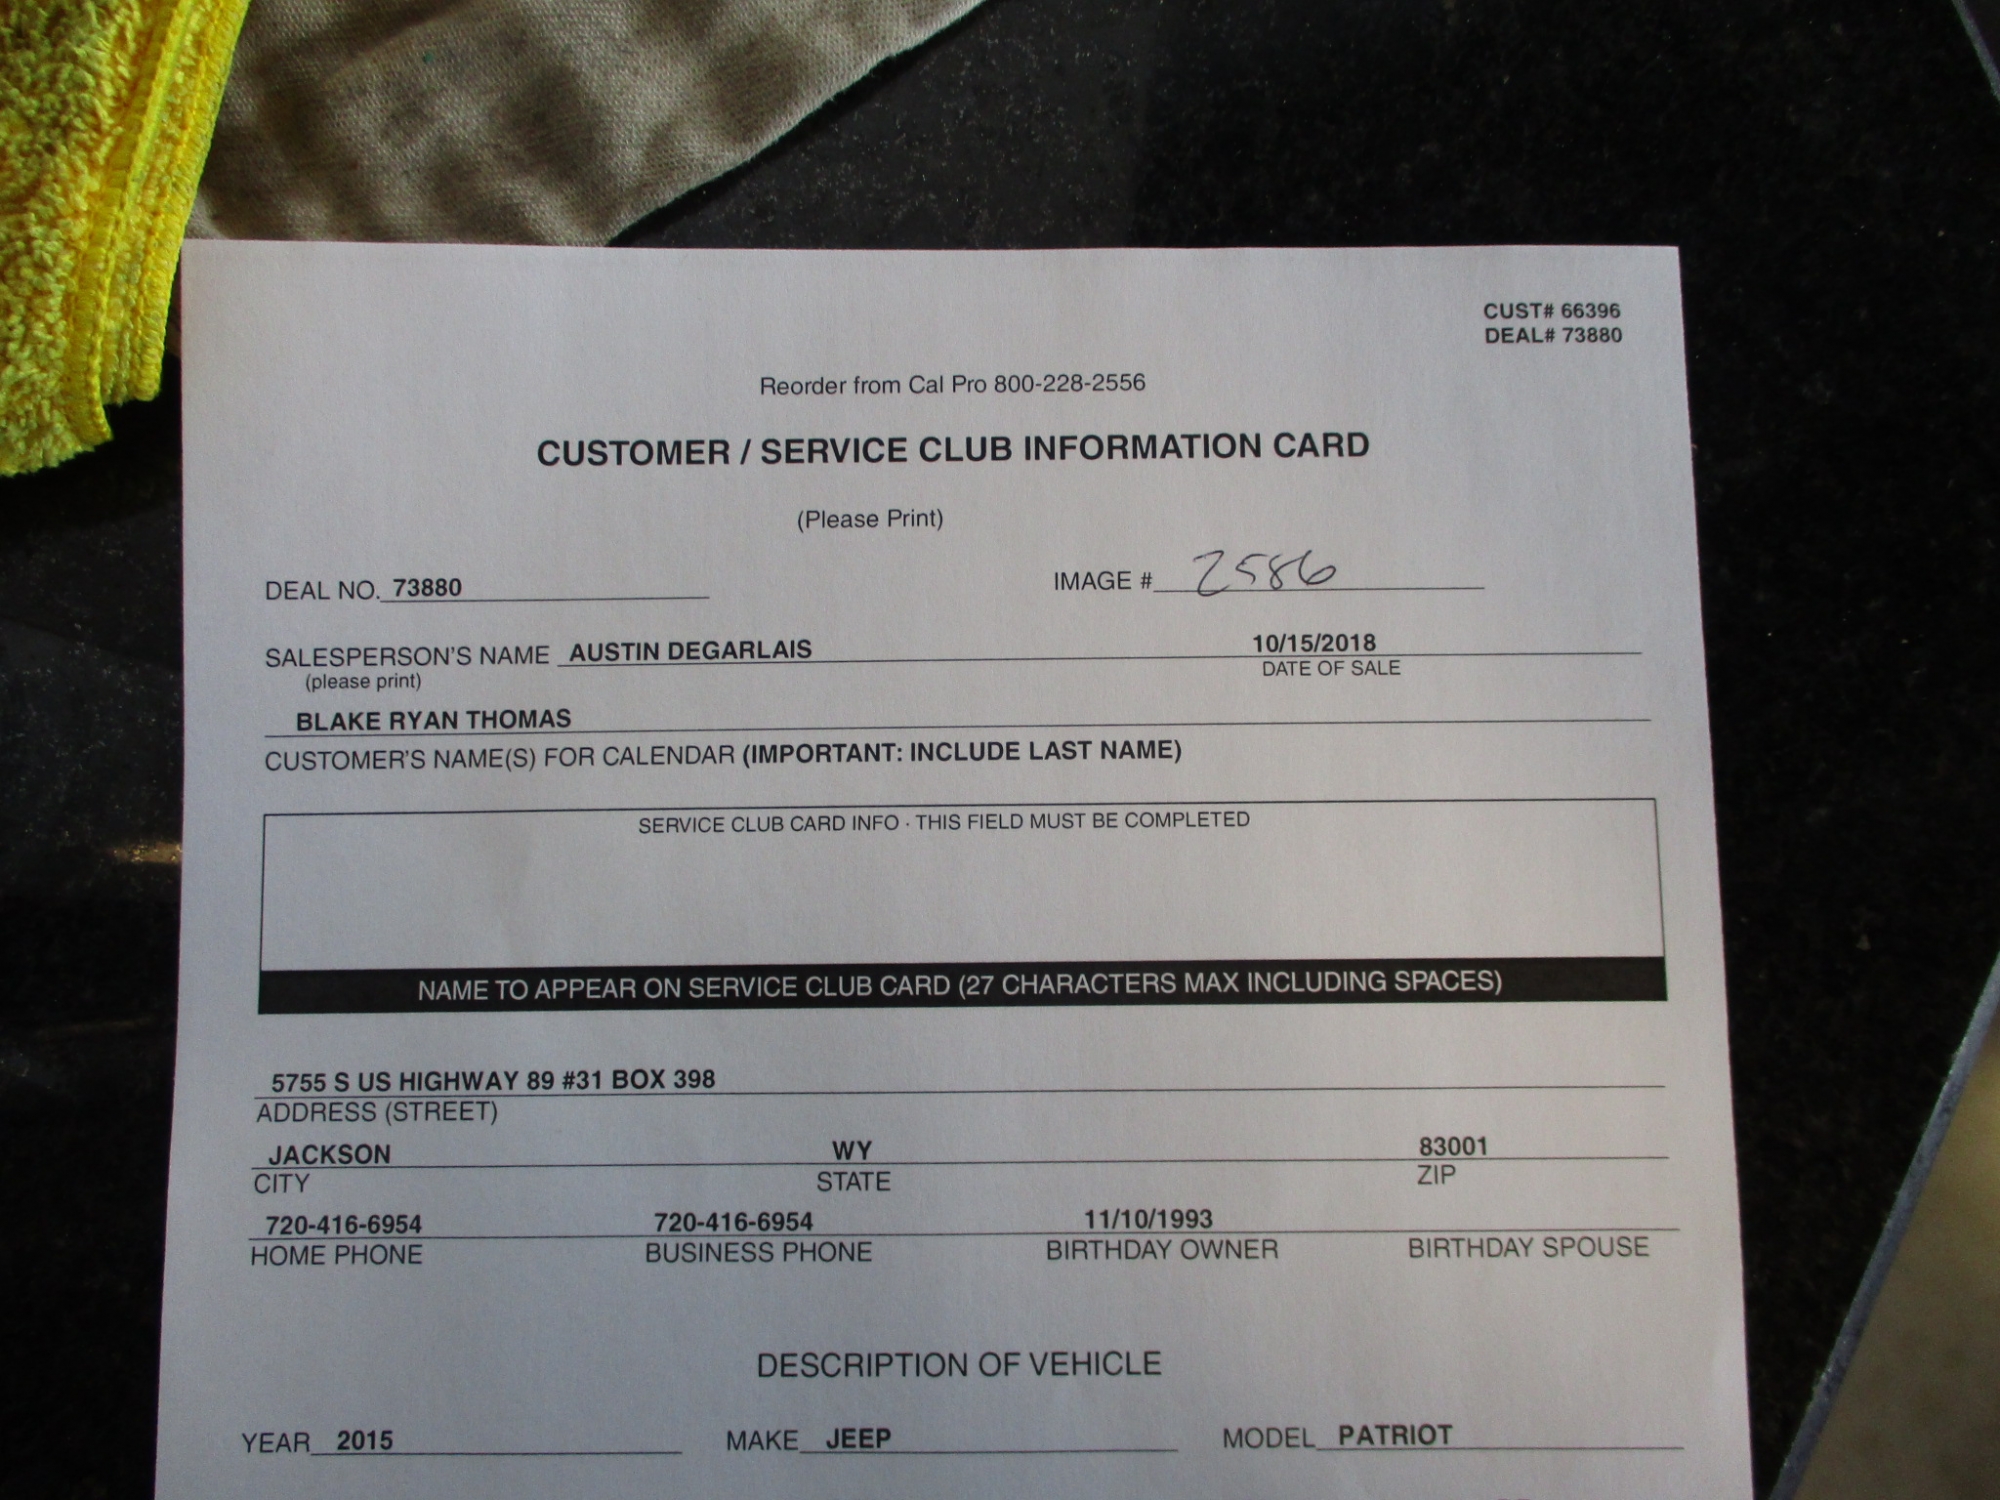 CUST# 66396
DEAL# 73880
Reorder from Cal Pro 800-228-2556
CUSTOMER / SERVICE CLUB INFORMATION CARD
(Please Print)
DEAL NO. 73880 IMAGE # 2586
SALESPERSON'S NAME AUSTIN DEGARLAIS 10/15/2018
(please print) DATE OF SALE
BLAKE RYAN THOMAS
CUSTOMER'S NAME(S) FOR CALENDAR (IMPORTANT: INCLUDE LAST NAME)
SERVICE CLUB CARD INFO · THIS FIELD MUST BE COMPLETED
NAME TO APPEAR ON SERVICE CLUB CARD (27 CHARACTERS MAX INCLUDING SPACES)
5755 S US HIGHWAY 89 #31 BOX 398
ADDRESS (STREET)
JACKSON WY 83001
CITY STATE ZIP
720-416-6954 720-416-6954 11/10/1993
HOME PHONE BUSINESS PHONE BIRTHDAY OWNER BIRTHDAY SPOUSE
DESCRIPTION OF VEHICLE
YEAR 2015 MAKE JEEP MODEL PATRIOT